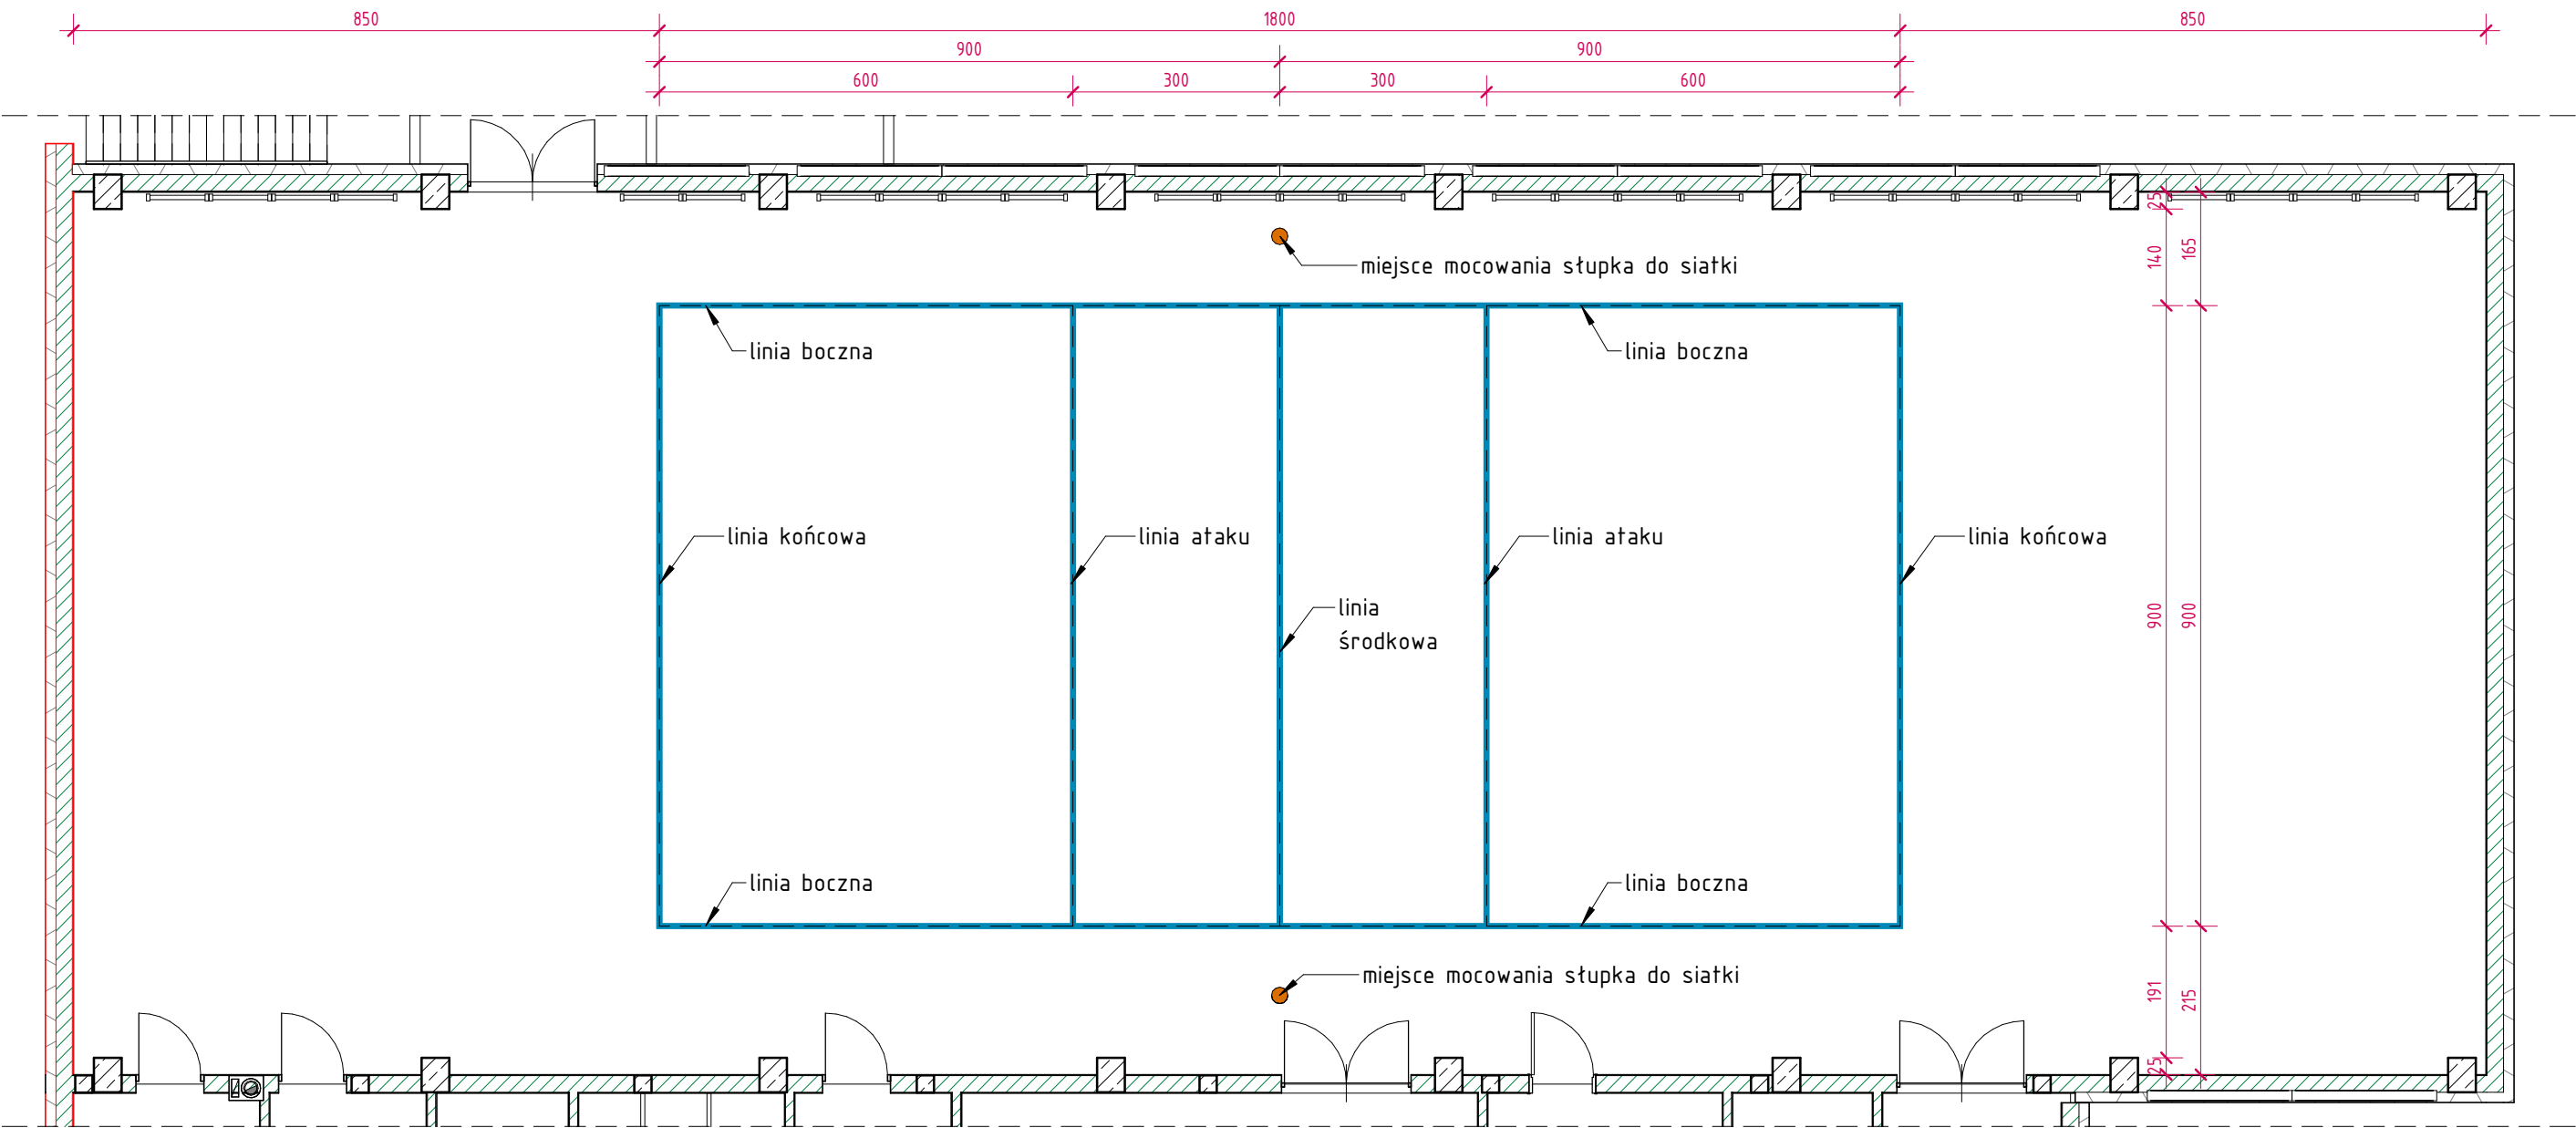 850
1800
850
900
900
600
300
300
600
25
140
165
miejsce mocowania słupka do siatki
linia boczna
linia boczna
linia końcowa
linia ataku
linia ataku
linia końcowa
linia
środkowa
900
900
linia boczna
linia boczna
miejsce mocowania słupka do siatki
191
215
25